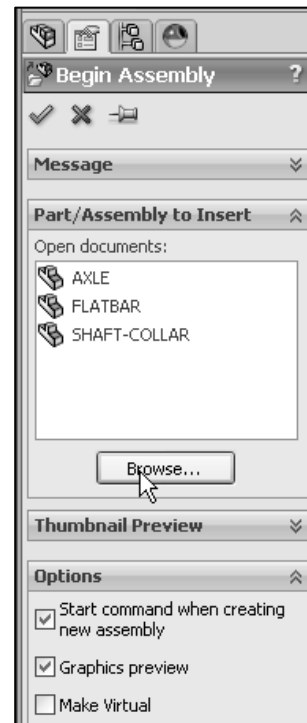 Begin Assembly ?
Message
Part/Assembly to Insert
Open documents:
AXLE
FLATBAR
SHAFT-COLLAR
Browse...
Thumbnail Preview
Options
Start command when creating
new assembly
Graphics preview
Make Virtual